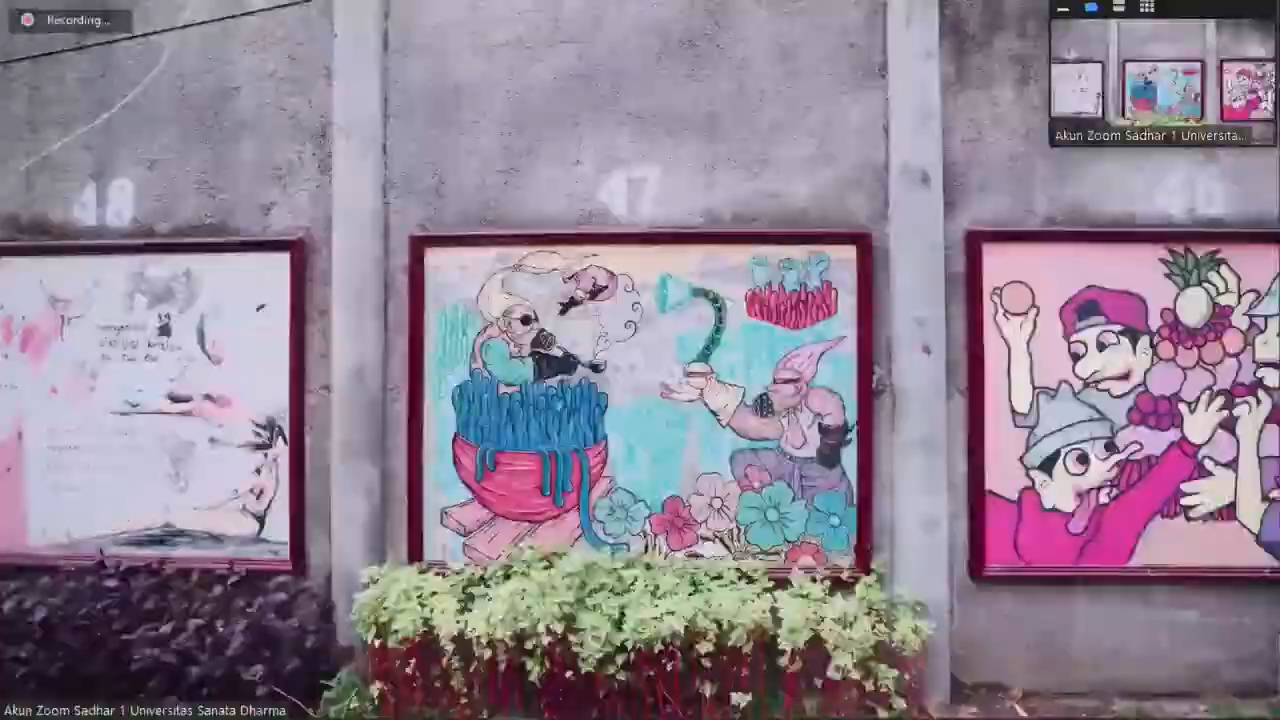 Recording...
Akun Zoom Sadhar 1 Universita...
48
47
46
Akun Zoom Sadhar 1 Universitas Sanata Dharma